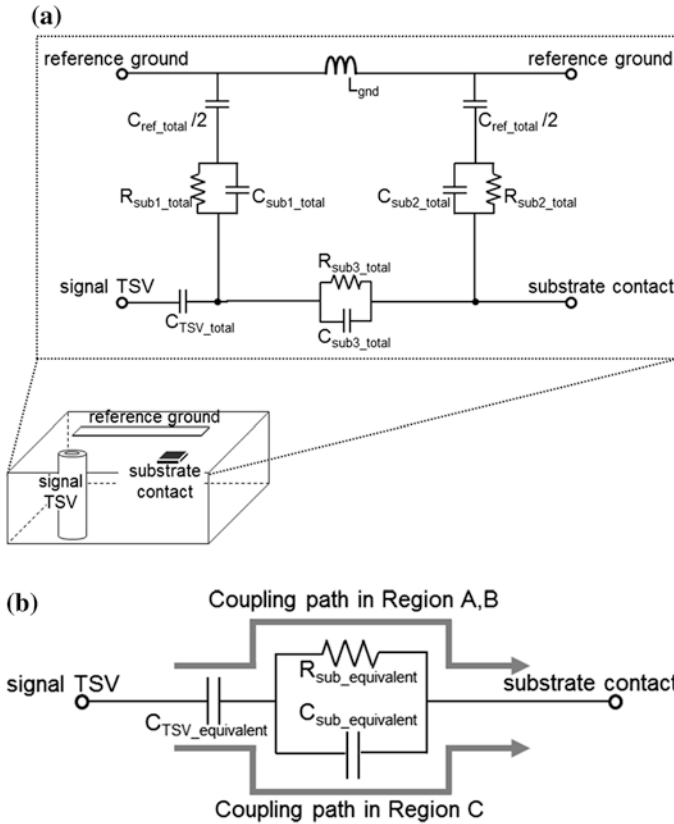 (a)
reference ground
reference ground
L_gnd
C_ref_total /2
C_ref_total /2
R_sub1_total
C_sub1_total
C_sub2_total
R_sub2_total
R_sub3_total
signal TSV
substrate contact
C_TSV_total
C_sub3_total
reference ground
signal
TSV
substrate
contact
(b)
Coupling path in Region A,B
R_sub_equivalent
signal TSV
substrate contact
C_sub_equivalent
C_TSV_equivalent
Coupling path in Region C